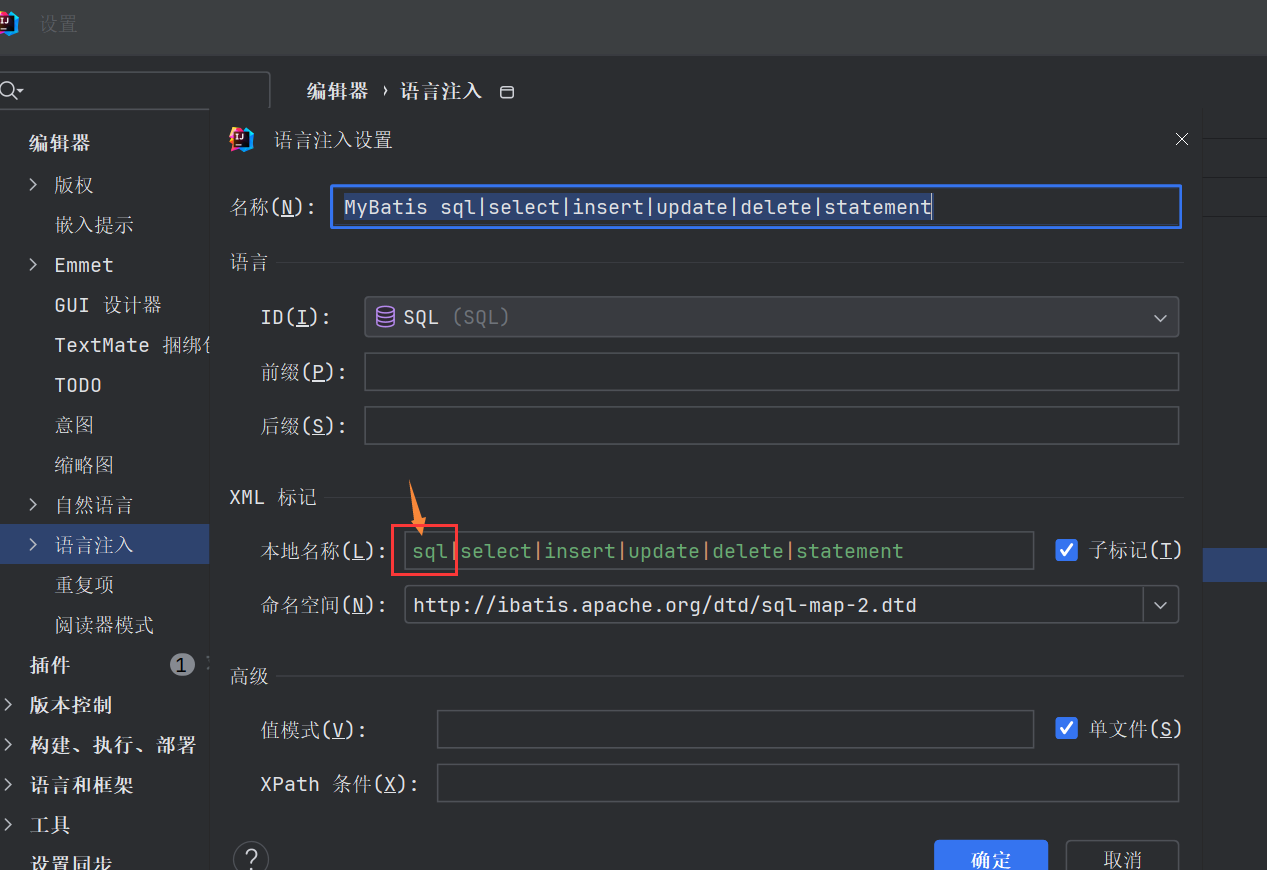 设置
编辑器 › 语言注入
编辑器
版权
嵌入提示
Emmet
GUI 设计器
TextMate 捆绑
TODO
意图
缩略图
自然语言
语言注入
重复项
阅读器模式
插件 1
版本控制
构建、执行、部署
语言和框架
工具
设置同步
语言注入设置
名称(N): MyBatis sql|select|insert|update|delete|statement
语言
ID(I): SQL (SQL)
前缀(P):
后缀(S):
XML 标记
本地名称(L): sql|select|insert|update|delete|statement 子标记(T)
命名空间(N): http://ibatis.apache.org/dtd/sql-map-2.dtd
高级
值模式(V): 单文件(S)
XPath 条件(X):
? 确定 取消